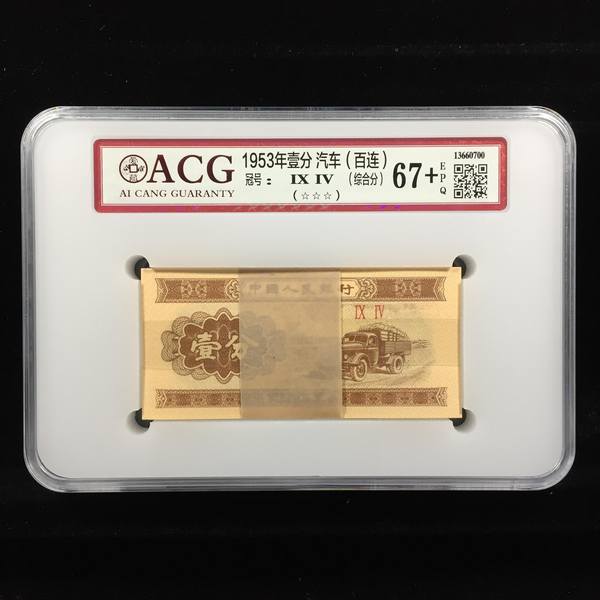 ACG
AI CANG GUARANTY
1953年壹分 汽车（百连）
冠号： IX IV （综合分）
（☆☆☆）
67+
EPQ
13660700
中國人民銀行
IX IV
壹分